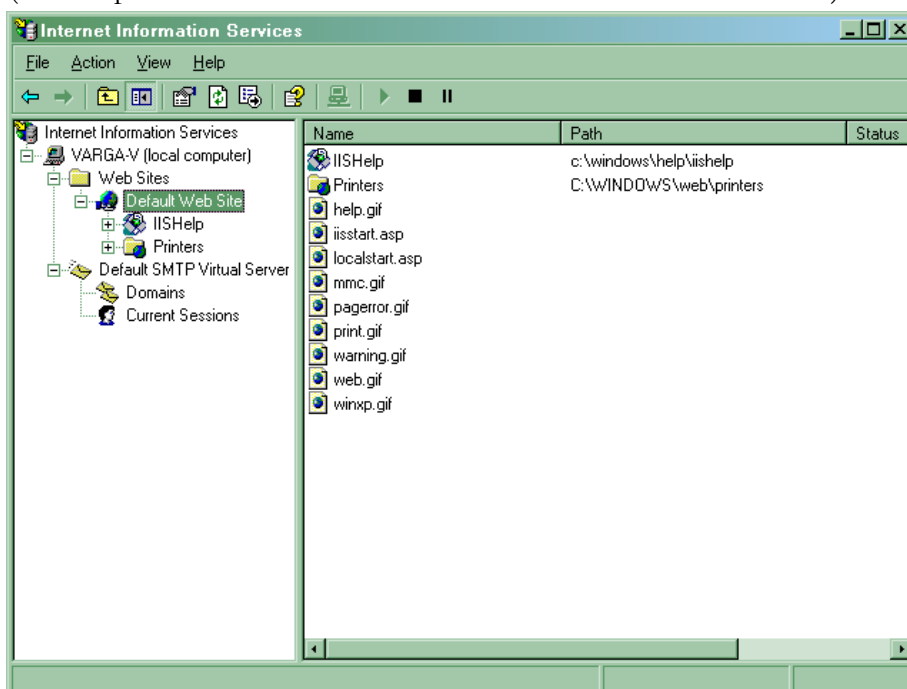 Internet Information Services
File Action View Help
Internet Information Services
VARGA-V (local computer)
Web Sites
Default Web Site
IISHelp
Printers
Default SMTP Virtual Server
Domains
Current Sessions
Name Path Status
IISHelp c:\windows\help\iishelp
Printers C:\WINDOWS\web\printers
help.gif
iisstart.asp
localstart.asp
mmc.gif
pagerror.gif
print.gif
warning.gif
web.gif
winxp.gif